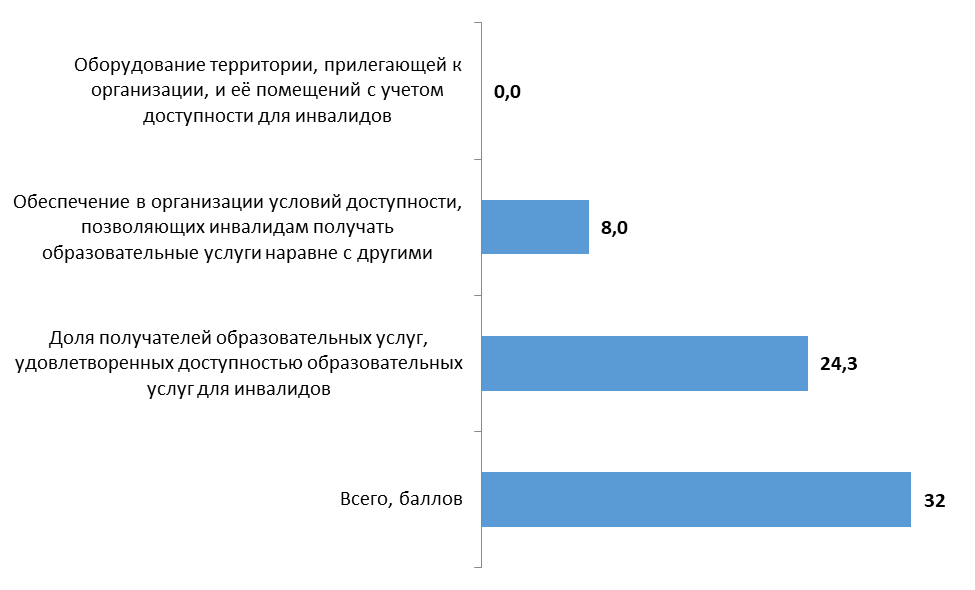 Оборудование территории, прилегающей к
организации, и её помещений с учетом
доступности для инвалидов
0,0
Обеспечение в организации условий доступности,
позволяющих инвалидам получать
образовательные услуги наравне с другими
8,0
Доля получателей образовательных услуг,
удовлетворенных доступностью образовательных
услуг для инвалидов
24,3
Всего, баллов
32